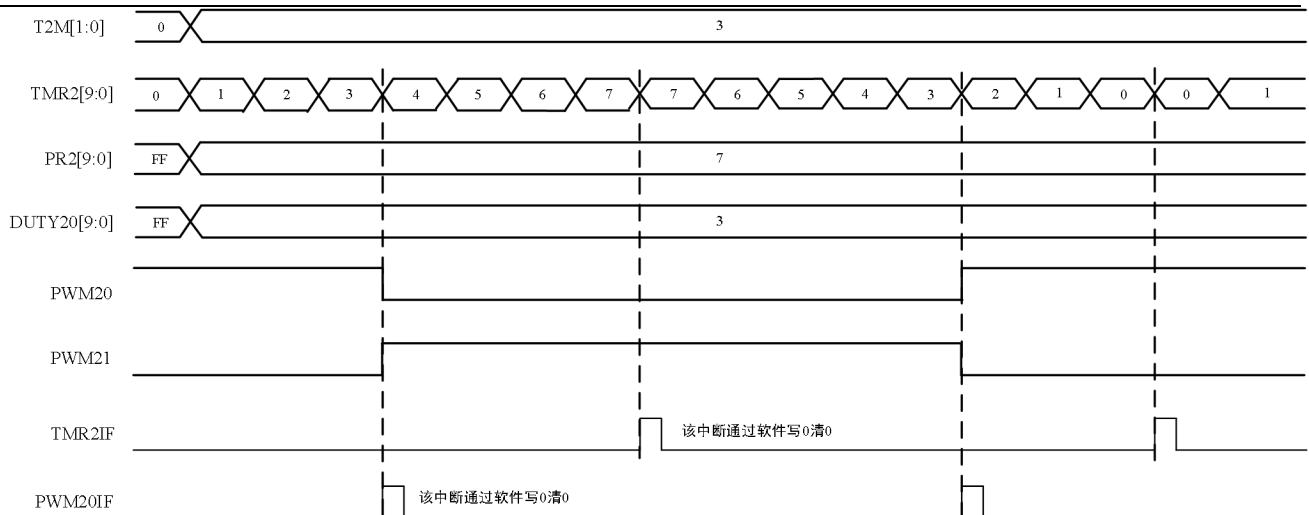 T2M[1:0] 0 3
TMR2[9:0] 0 1 2 3 4 5 6 7 7 6 5 4 3 2 1 0 0 1
PR2[9:0] FF 7
DUTY20[9:0] FF 3
PWM20
PWM21
TMR2IF 该中断通过软件写0清0
PWM20IF 该中断通过软件写0清0